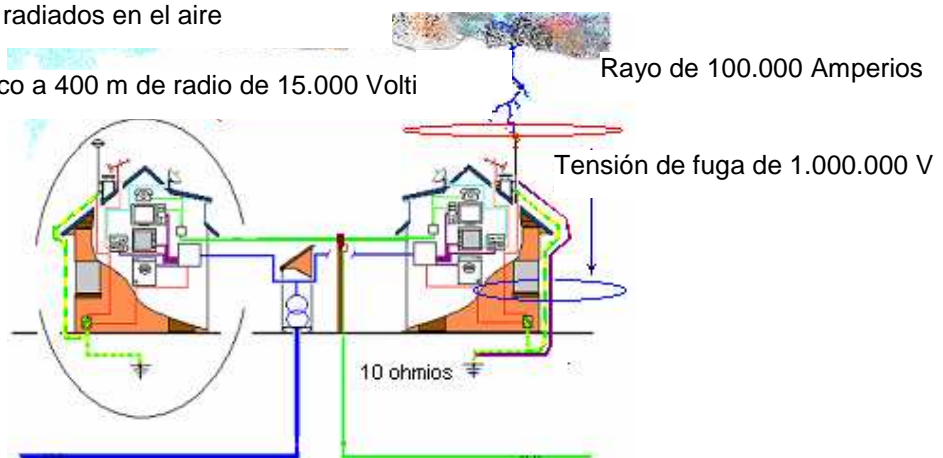 radiados en el aire
co a 400 m de radio de 15.000 Volti
Rayo de 100.000 Amperios
Tensión de fuga de 1.000.000 V
10 ohmios